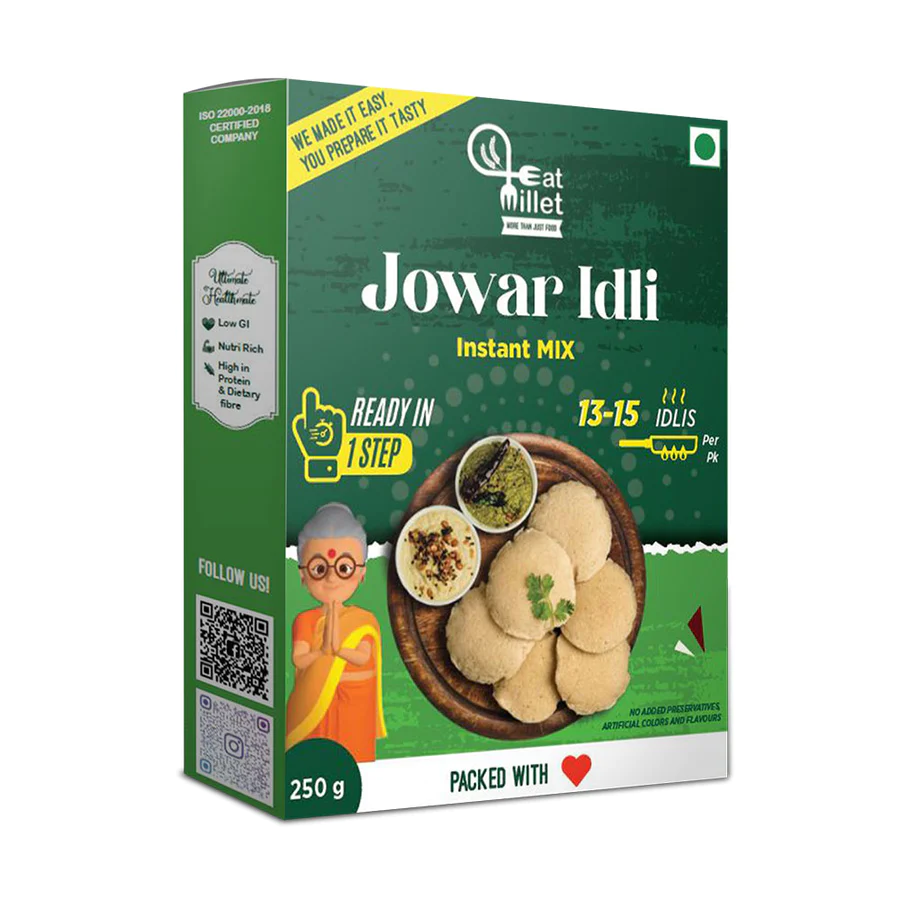 ISO 22000-2018
CERTIFIED
COMPANY
Ultimate
Healthmate
Low GI
Nutri Rich
High in
Protein
& Dietary
fibre
FOLLOW US!
WE MADE IT EASY,
YOU PREPARE IT TASTY
Eat
Millet
MORE THAN JUST FOOD
Jowar Idli
Instant MIX
READY IN
1 STEP
13-15 IDLIS
Per
Pk
NO ADDED PRESERVATIVES,
ARTIFICIAL COLORS AND FLAVOURS
250 g
PACKED WITH